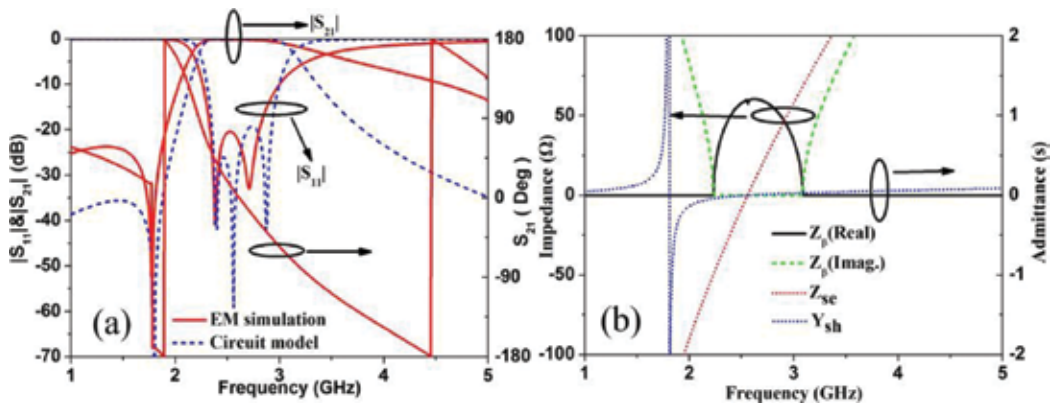 |S21|
0
-10
-20
-30
-40
-50
-60
-70
|S11|&|S21| (dB)
180
90
0
-90
-180
S21 ( Deg)
|S11|
(a)
EM simulation
Circuit model
1 2 3 4 5
Frequency (GHz)
100
50
0
-50
-100
Impedance (Ω)
2
1
0
-1
-2
Admittance (s)
Zβ(Real)
Zβ(Imag.)
Zse
Ysh
(b)
1 2 3 4 5
Frequency (GHz)